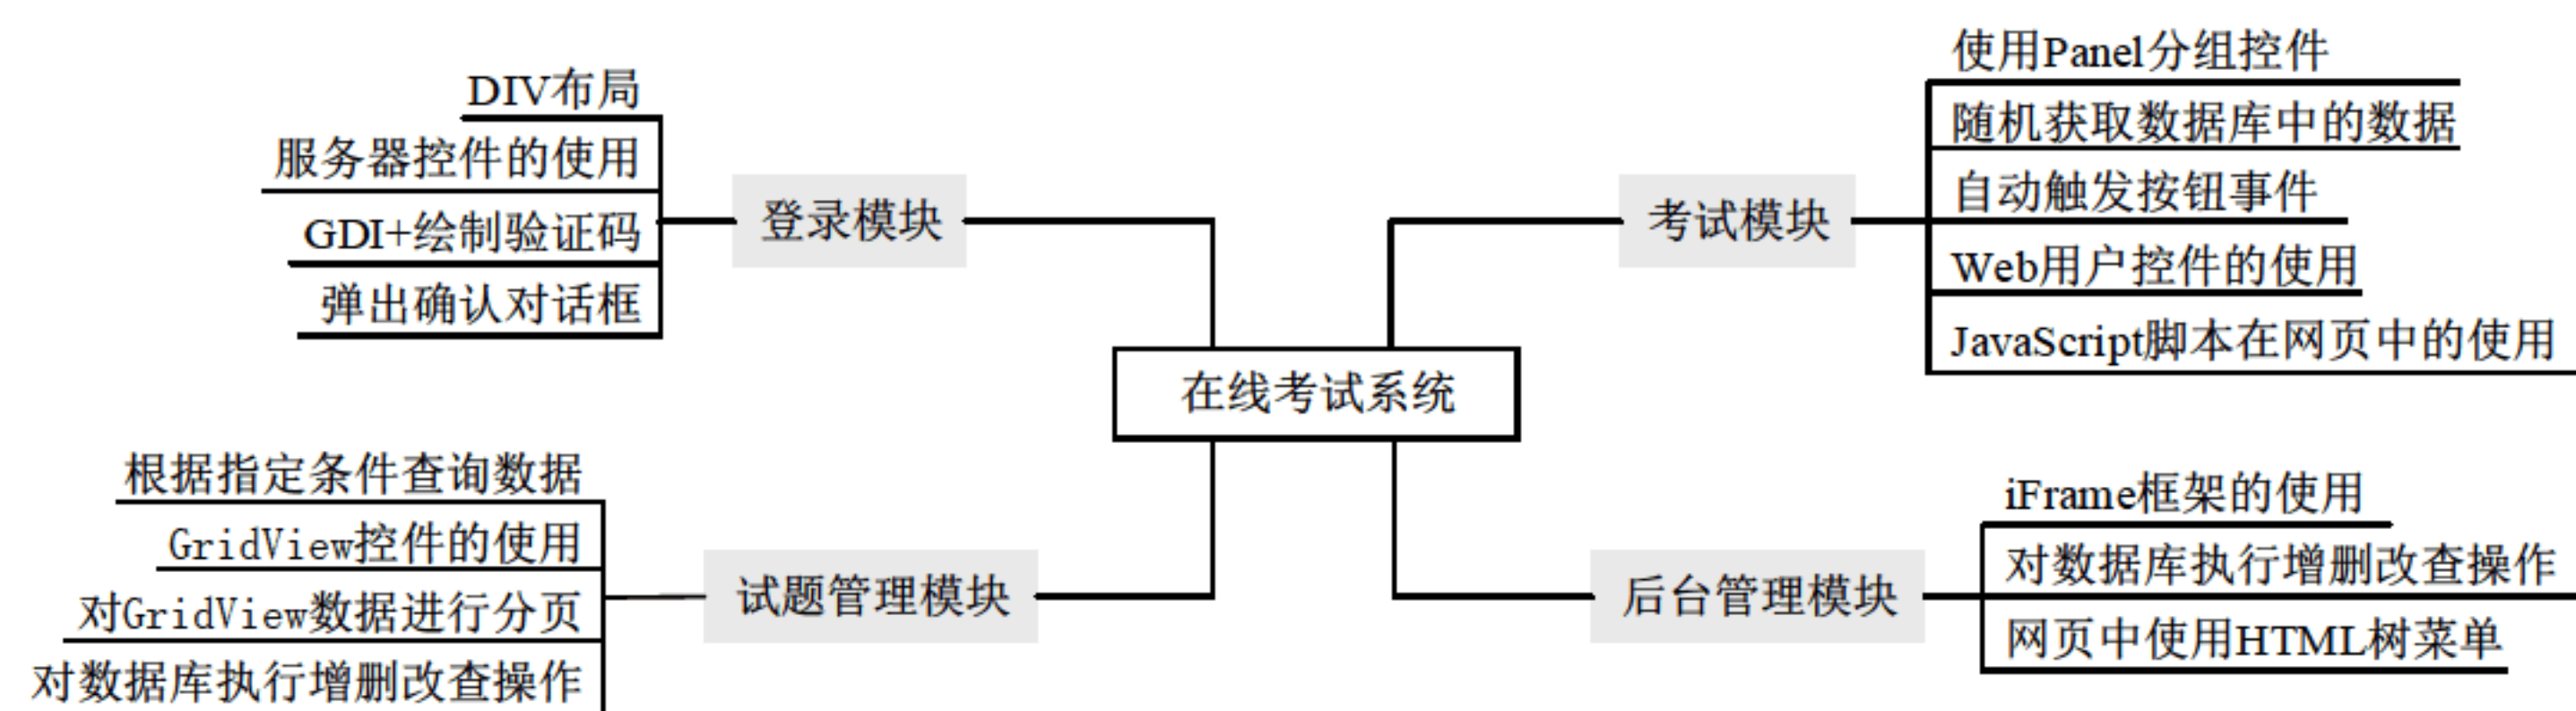 DIV布局
服务器控件的使用
GDI+绘制验证码
弹出确认对话框
登录模块
使用Panel分组控件
随机获取数据库中的数据
自动触发按钮事件
Web用户控件的使用
JavaScript脚本在网页中的使用
考试模块
在线考试系统
根据指定条件查询数据
GridView控件的使用
对GridView数据进行分页
对数据库执行增删改查操作
试题管理模块
后台管理模块
iFrame框架的使用
对数据库执行增删改查操作
网页中使用HTML树菜单